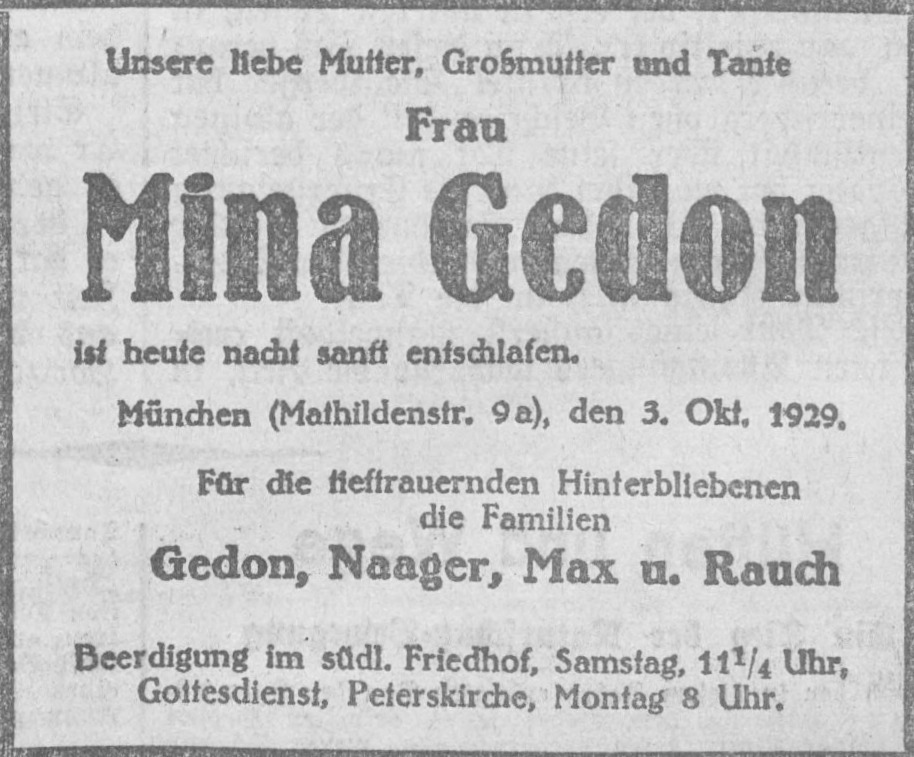 Unsere liebe Mutter, Großmutter und Tante
Frau
Mina Gedon
ist heute nacht sanft entschlafen.
München (Mathildenstr. 9a), den 3. Okt. 1929.
Für die tieftrauernden Hinterbliebenen
die Familien
Gedon, Naager, Max u. Rauch
Beerdigung im südl. Friedhof, Samstag, 11¼ Uhr,
Gottesdienst, Peterskirche, Montag 8 Uhr.